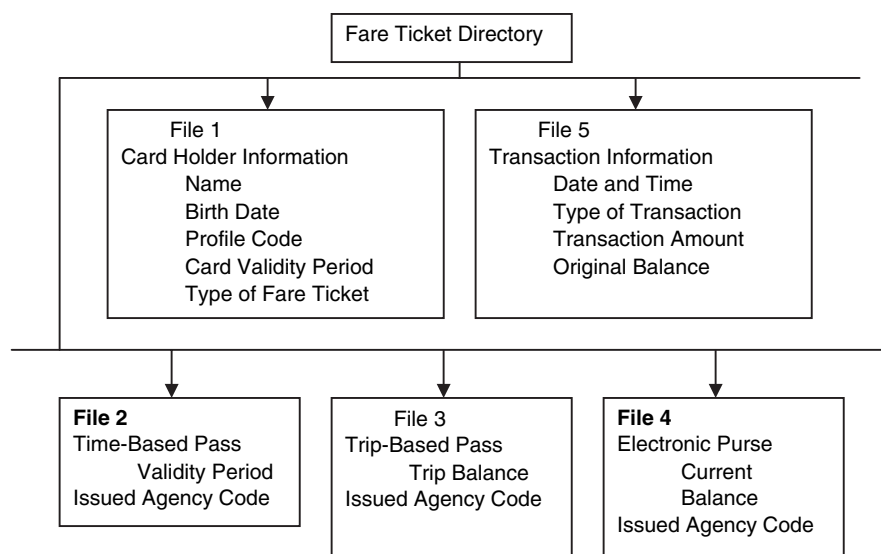 Fare Ticket Directory
File 1
Card Holder Information
Name
Birth Date
Profile Code
Card Validity Period
Type of Fare Ticket
File 5
Transaction Information
Date and Time
Type of Transaction
Transaction Amount
Original Balance
File 2
Time-Based Pass
Validity Period
Issued Agency Code
File 3
Trip-Based Pass
Trip Balance
Issued Agency Code
File 4
Electronic Purse
Current
Balance
Issued Agency Code